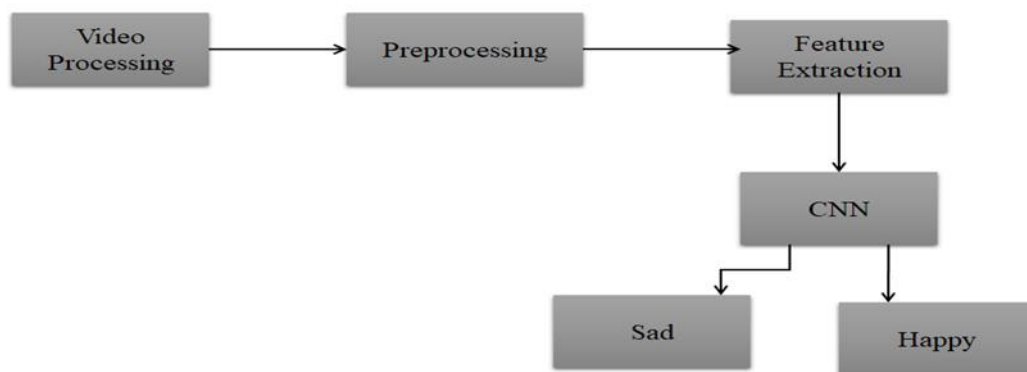 Video
Processing
Preprocessing
Feature
Extraction
CNN
Sad
Happy